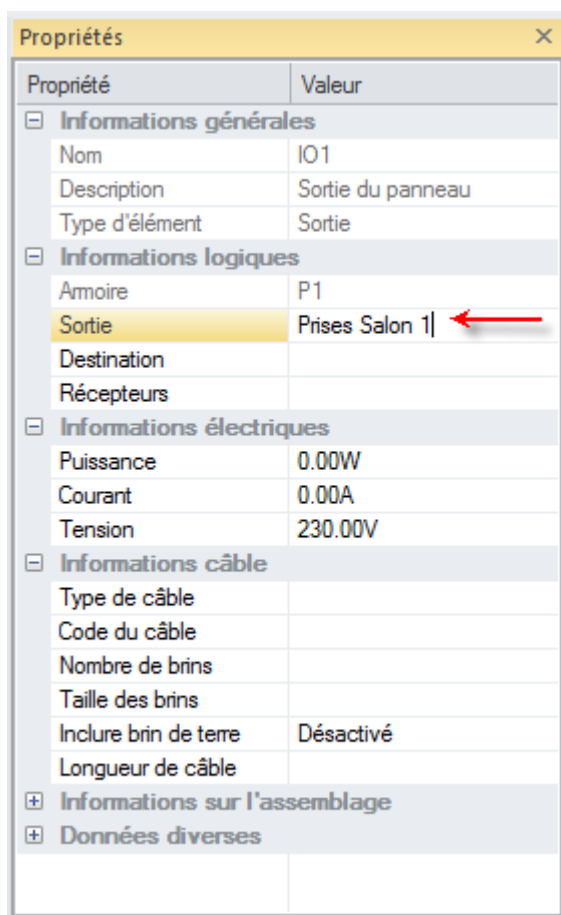 Propriétés
Propriété Valeur
Informations générales
Nom IO1
Description Sortie du panneau
Type d'élément Sortie
Informations logiques
Armoire P1
Sortie Prises Salon 1
Destination
Récepteurs
Informations électriques
Puissance 0.00W
Courant 0.00A
Tension 230.00V
Informations câble
Type de câble
Code du câble
Nombre de brins
Taille des brins
Inclure brin de terre Désactivé
Longueur de câble
Informations sur l'assemblage
Données diverses